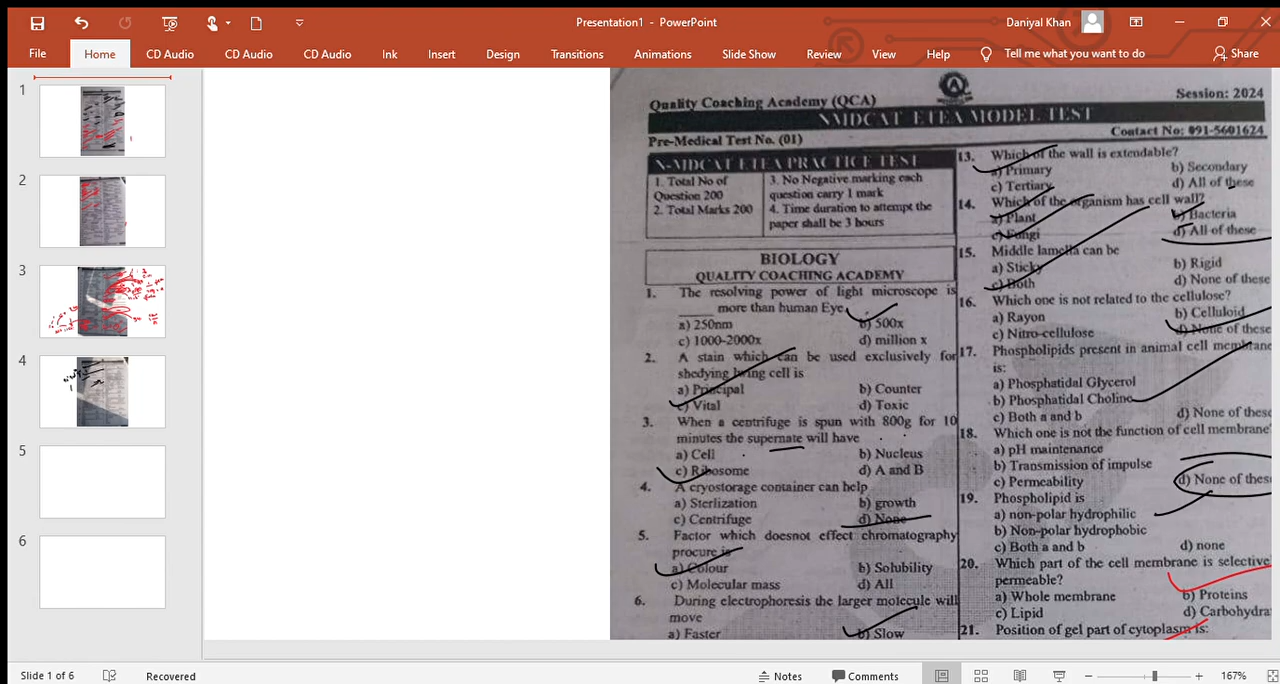 Presentation1 - PowerPoint
Daniyal Khan
File Home CD Audio CD Audio CD Audio Ink Insert Design Transitions Animations Slide Show Review View Help Tell me what you want to do Share
1
2
3
4
5
6
Quality Coaching Academy (QCA)
Session: 2024
NMDCAT ETEA MODEL TEST
Pre-Medical Test No. (01)
Contact No: 091-5601624
N-MDCAT ETEA PRACTICE TEST
1. Total No of
Question 200
2. Total Marks 200
3. No Negative marking each
question carry 1 mark
4. Time duration to attempt the
paper shall be 3 hours
BIOLOGY
QUALITY COACHING ACADEMY
1. The resolving power of light microscope is
____ more than human Eye
a) 250nm b) 500x
c) 1000-2000x d) million x
2. A stain which can be used exclusively for
shedying lwing cell is
a) Principal b) Counter
c) Vital d) Toxic
3. When a centrifuge is spun with 800g for 10
minutes the supernate will have
a) Cell b) Nucleus
c) Ribosome d) A and B
4. A cryostorage container can help
a) Sterlization b) growth
c) Centrifuge d) None
5. Factor which doesnot effect chromatography
procure is
a) Colour b) Solubility
c) Molecular mass d) All
6. During electrophoresis the larger molecule will
move
a) Faster b) Slow
13. Which of the wall is extendable?
a) Primary b) Secondary
c) Tertiary d) All of these
14. Which of the organism has cell wall?
a) Plant b) Bacteria
c) Fungi d) All of these
15. Middle lamella can be
a) Sticky b) Rigid
c) Both d) None of these
16. Which one is not related to the cellulose?
a) Rayon b) Celluloid
c) Nitro-cellulose d) None of these
17. Phospholipids present in animal cell membrane
is:
a) Phosphatidal Glycerol
b) Phosphatidal Choline
c) Both a and b d) None of these
18. Which one is not the function of cell membrane
a) pH maintenance
b) Transmission of impulse
c) Permeability d) None of thes
19. Phospholipid is
a) non-polar hydrophilic
b) Non-polar hydrophobic
c) Both a and b d) none
20. Which part of the cell membrane is selective
permeable?
a) Whole membrane b) Proteins
c) Lipid d) Carbohydra
21. Position of gel part of cytoplasm is:
Slide 1 of 6 Recovered Notes Comments 167%